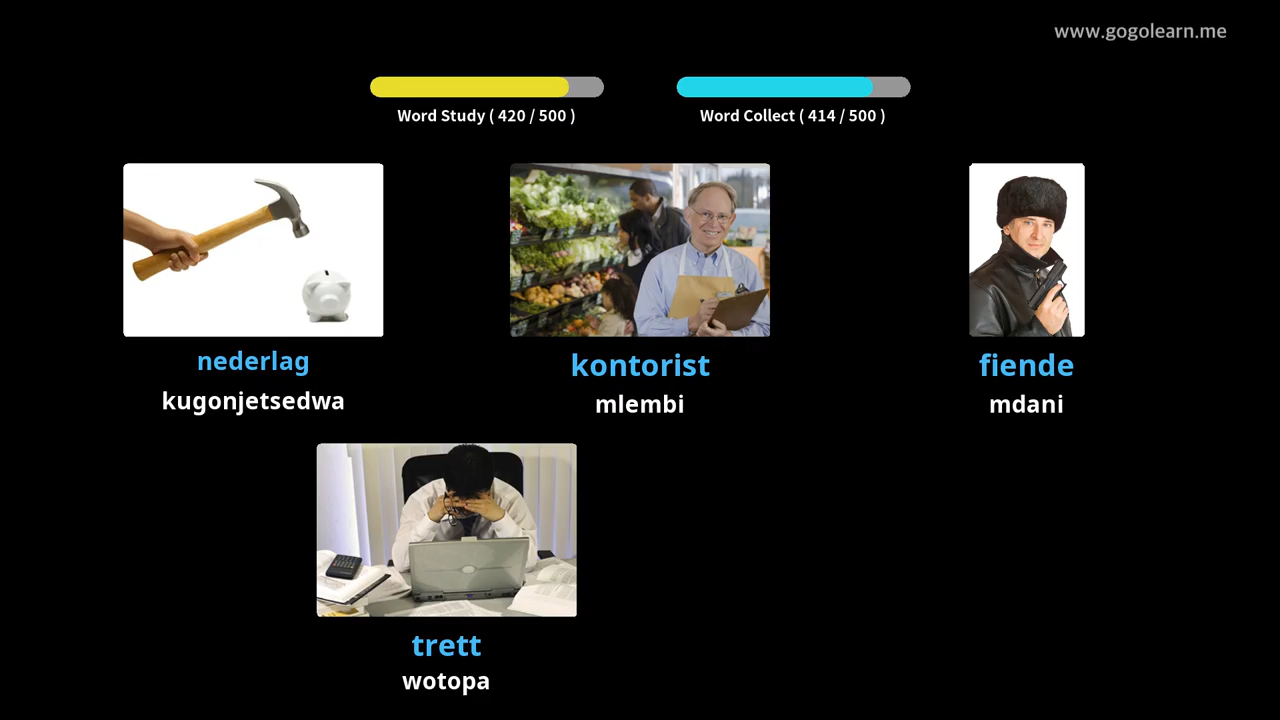 www.gogolearn.me
Word Study ( 420 / 500 )
Word Collect ( 414 / 500 )
nederlag
kugonjetsedwa
kontorist
mlembi
fiende
mdani
trett
wotopa